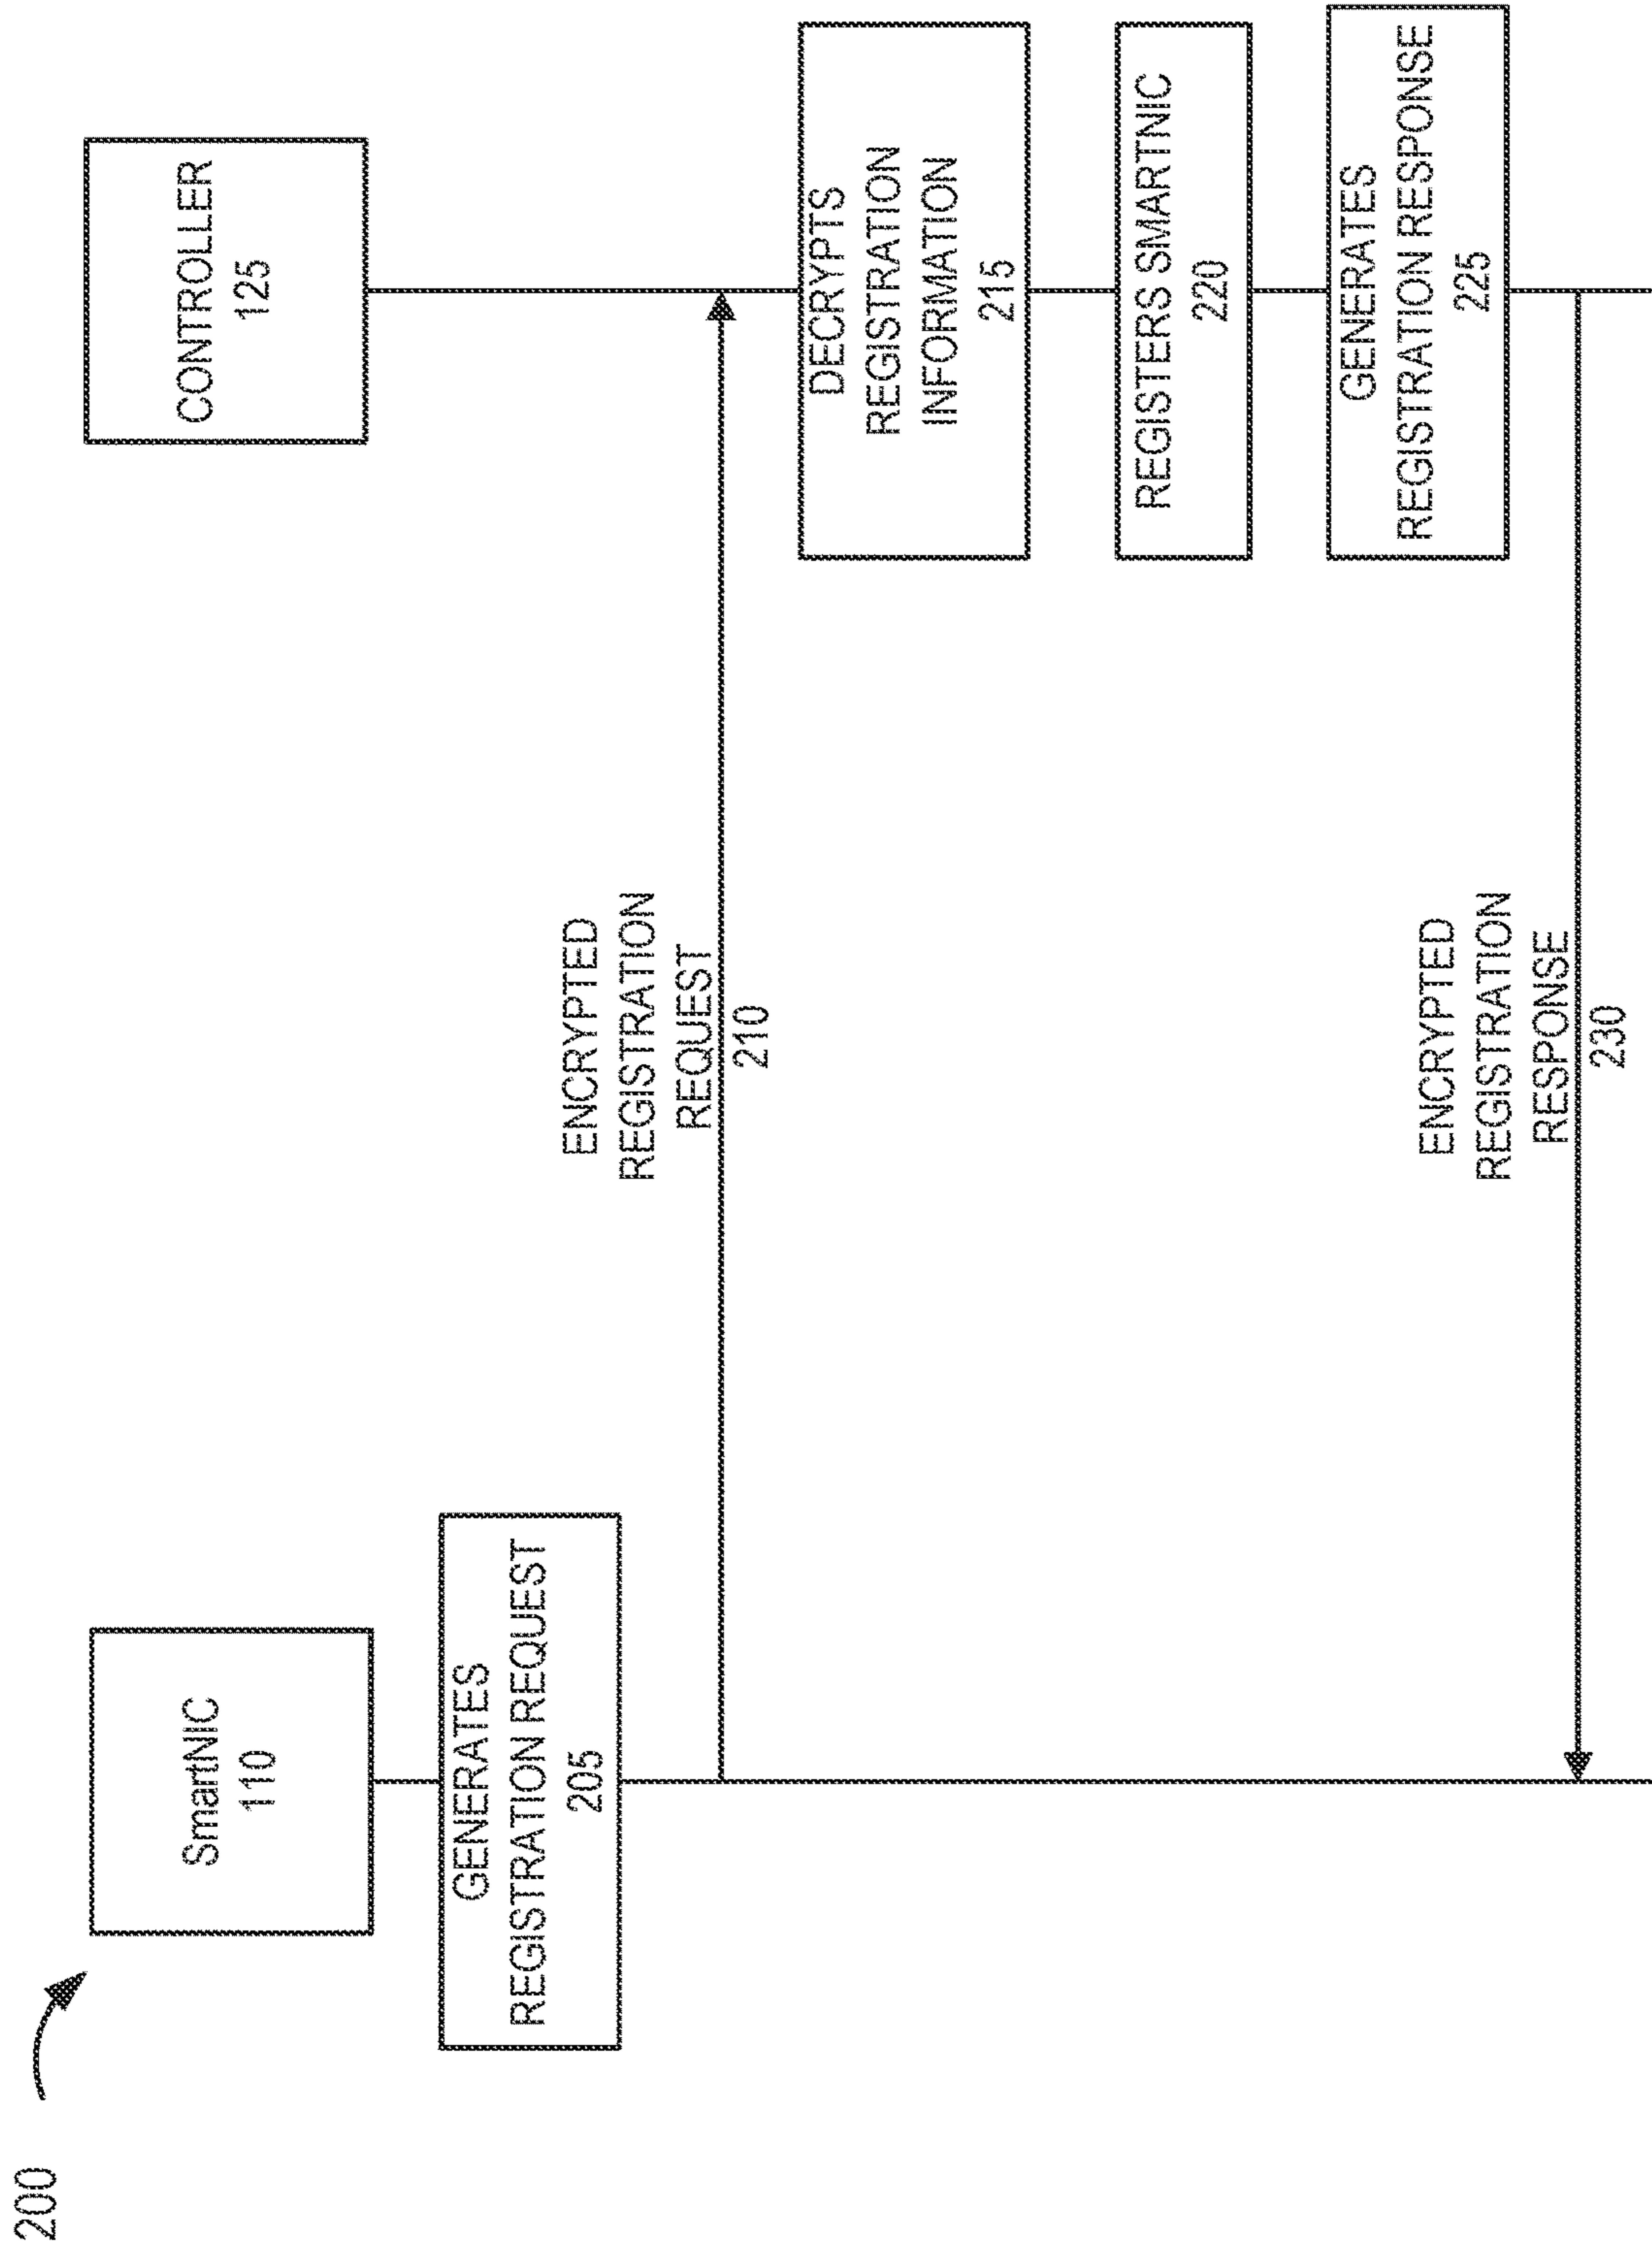 200
SmartNIC
110
CONTROLLER
125
GENERATES
REGISTRATION REQUEST
205
ENCRYPTED
REGISTRATION
REQUEST
210
DECRYPTS
REGISTRATION
INFORMATION
215
REGISTERS SMARTNIC
220
GENERATES
REGISTRATION RESPONSE
225
ENCRYPTED
REGISTRATION
RESPONSE
230